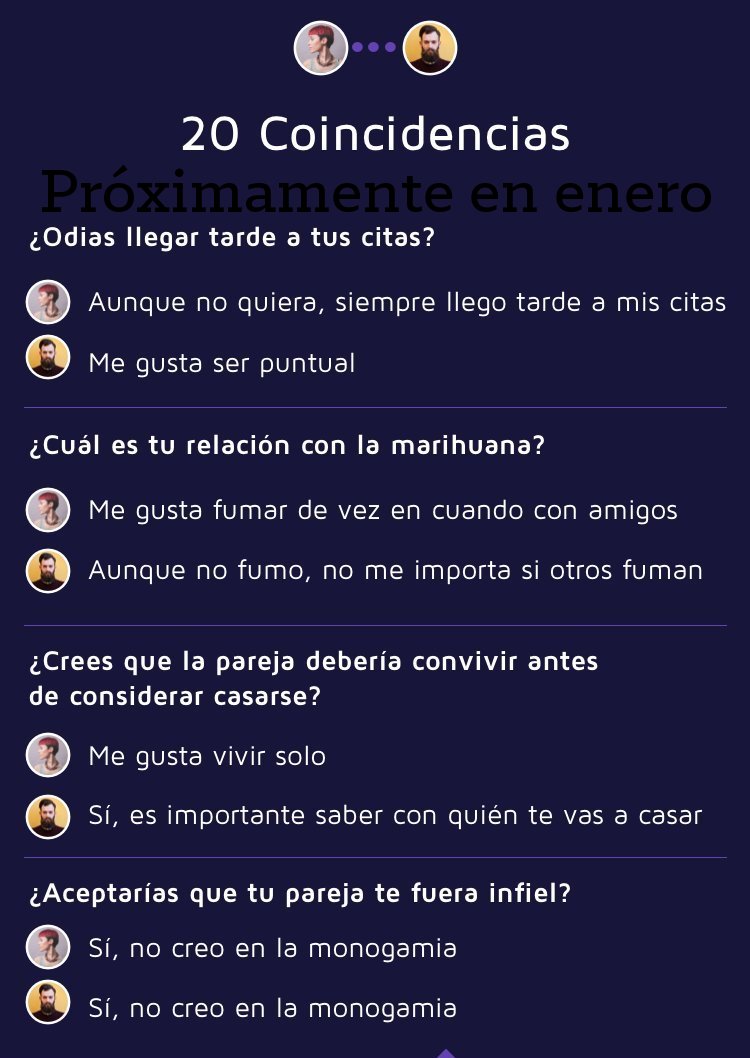 20 Coincidencias
Próximamente en enero
¿Odias llegar tarde a tus citas?
Aunque no quiera, siempre llego tarde a mis citas
Me gusta ser puntual
¿Cuál es tu relación con la marihuana?
Me gusta fumar de vez en cuando con amigos
Aunque no fumo, no me importa si otros fuman
¿Crees que la pareja debería convivir antes
de considerar casarse?
Me gusta vivir solo
Sí, es importante saber con quién te vas a casar
¿Aceptarías que tu pareja te fuera infiel?
Sí, no creo en la monogamia
Sí, no creo en la monogamia